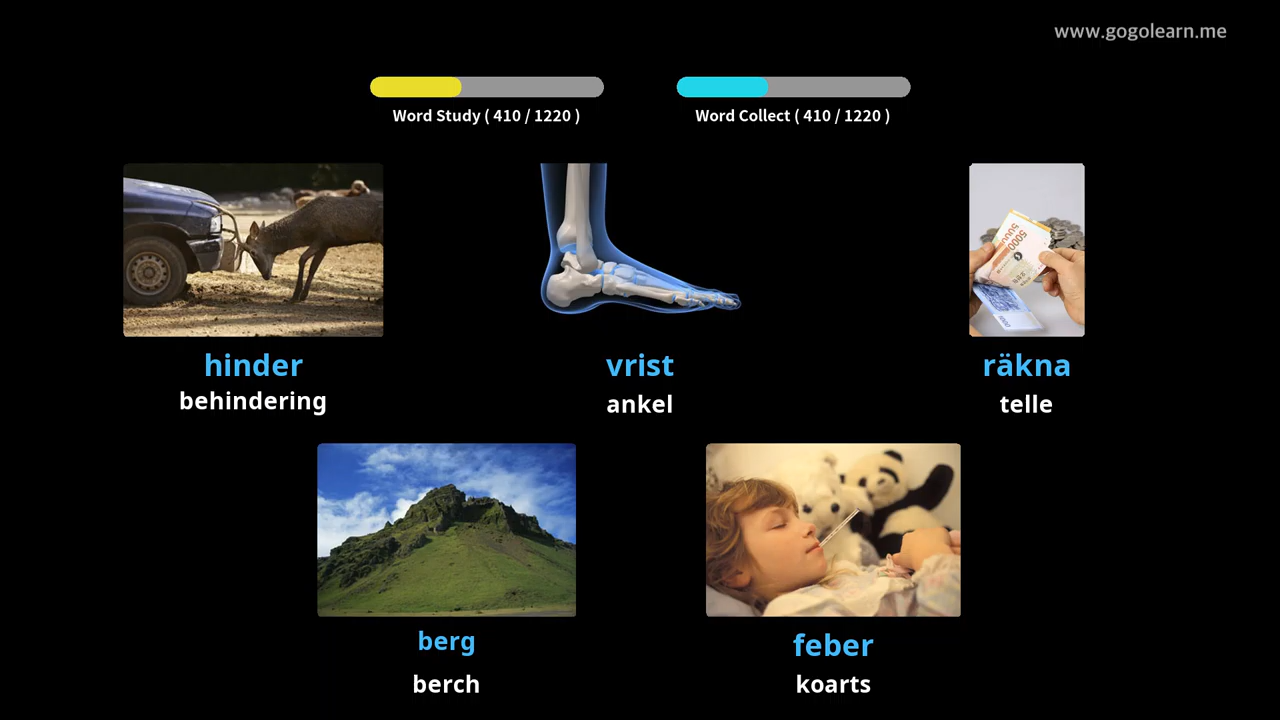 www.gogolearn.me
Word Study ( 410 / 1220 )
Word Collect ( 410 / 1220 )
hinder
behindering
vrist
ankel
räkna
telle
berg
berch
feber
koarts